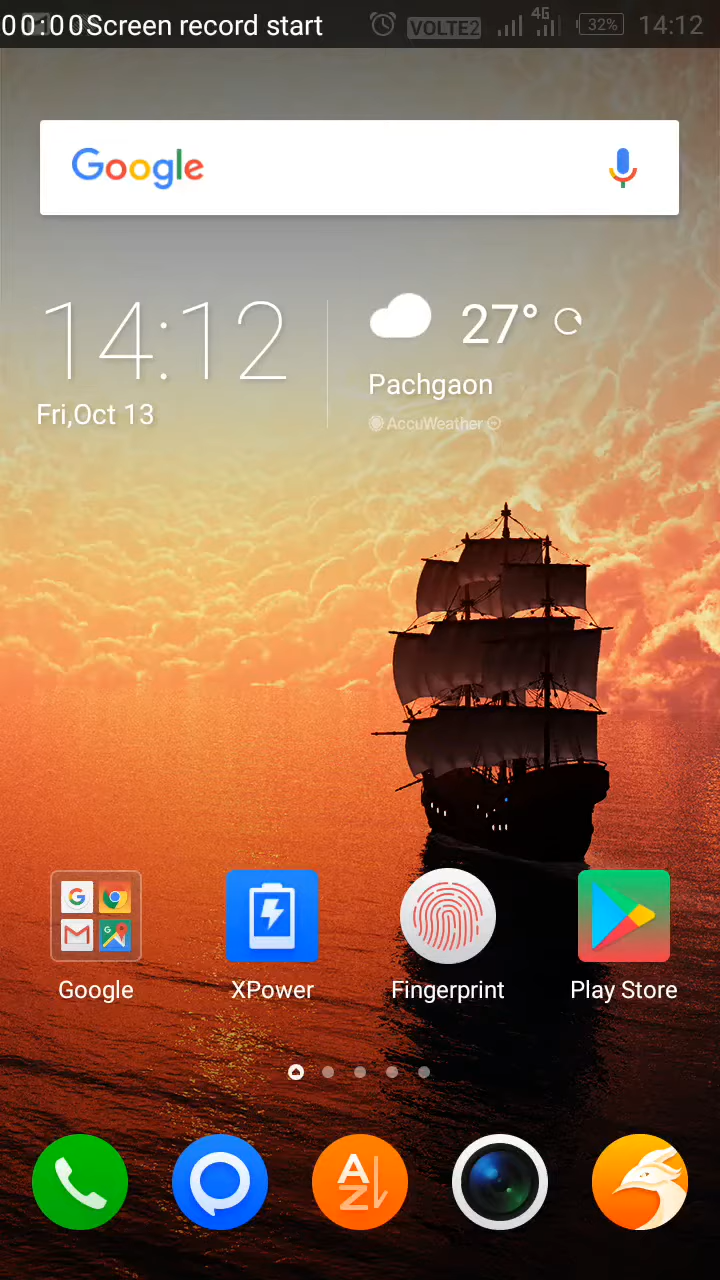 00:00Screen record start VOLTE2 4G 32% 14:12
Google
14:12
27°
Fri,Oct 13
Pachgaon
AccuWeather
Google XPower Fingerprint Play Store
A
Z